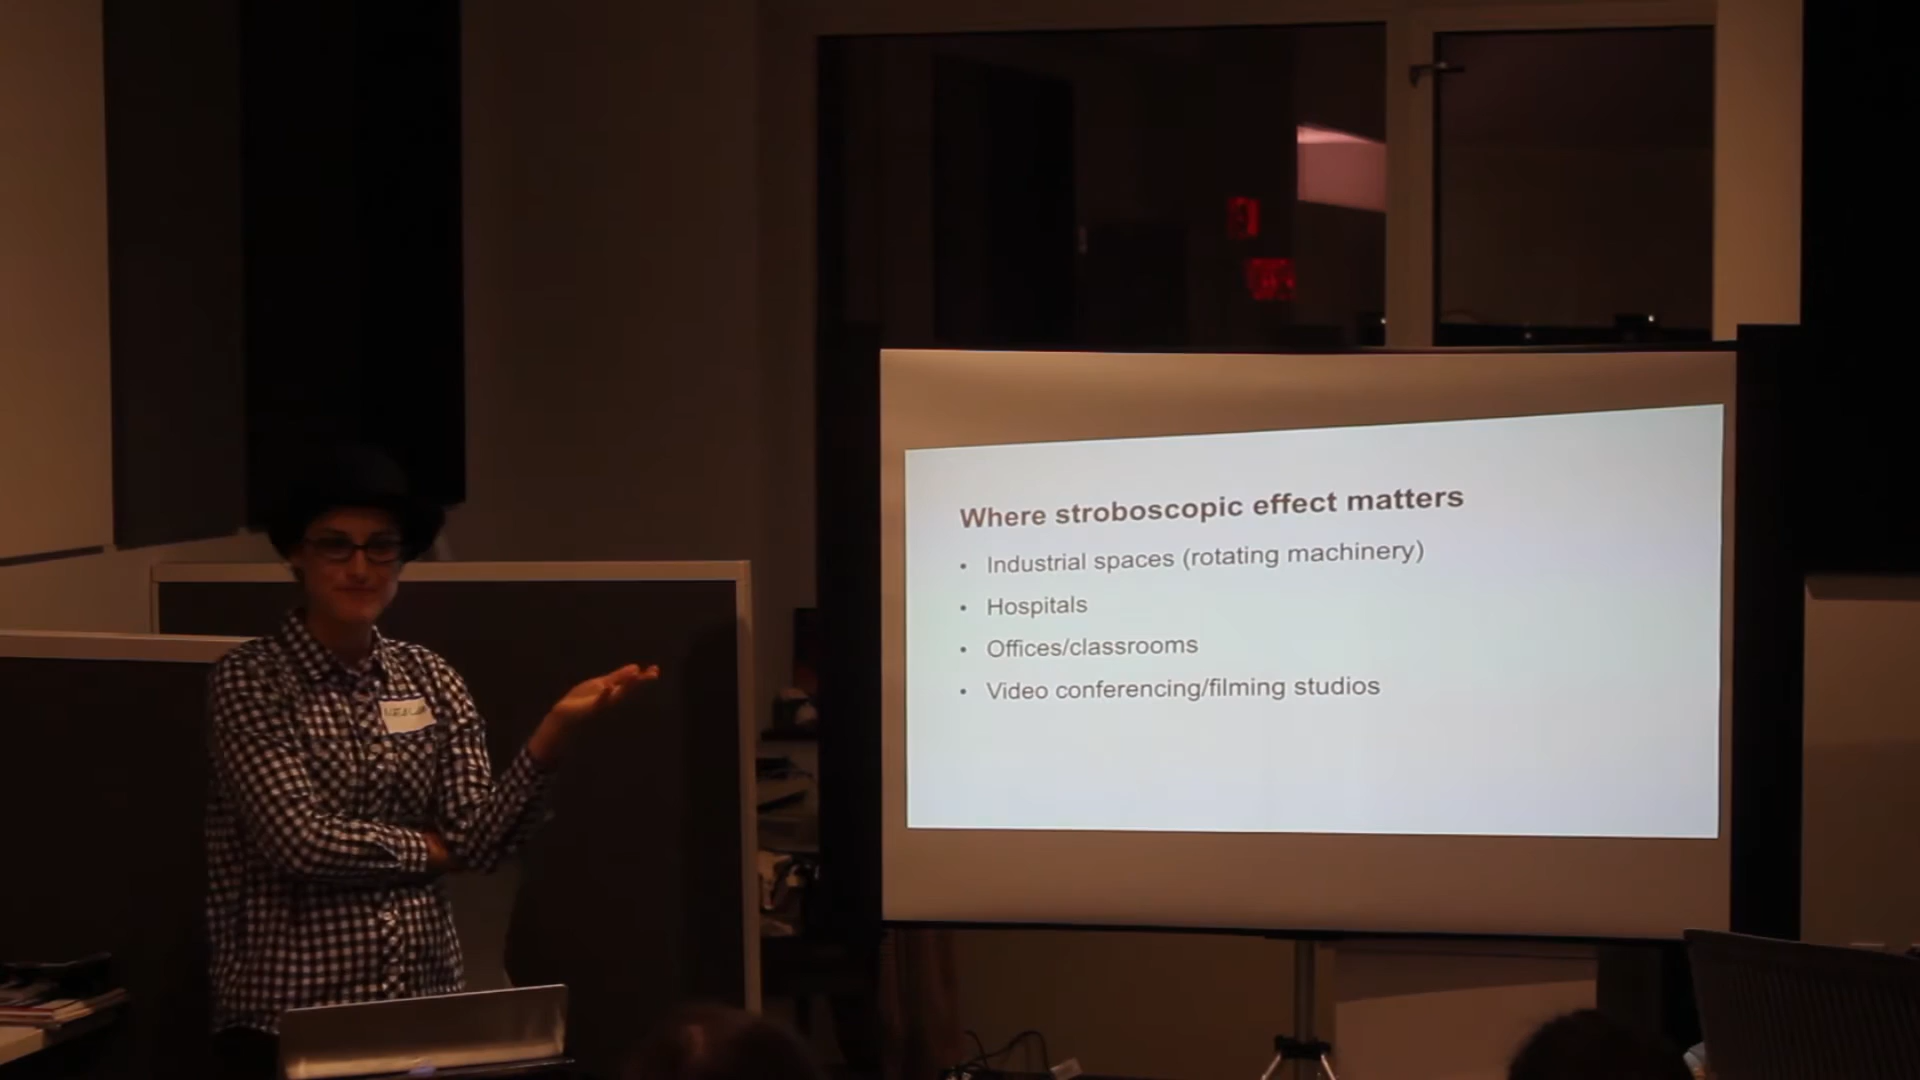 Where stroboscopic effect matters
• Industrial spaces (rotating machinery)
• Hospitals
• Offices/classrooms
• Video conferencing/filming studios